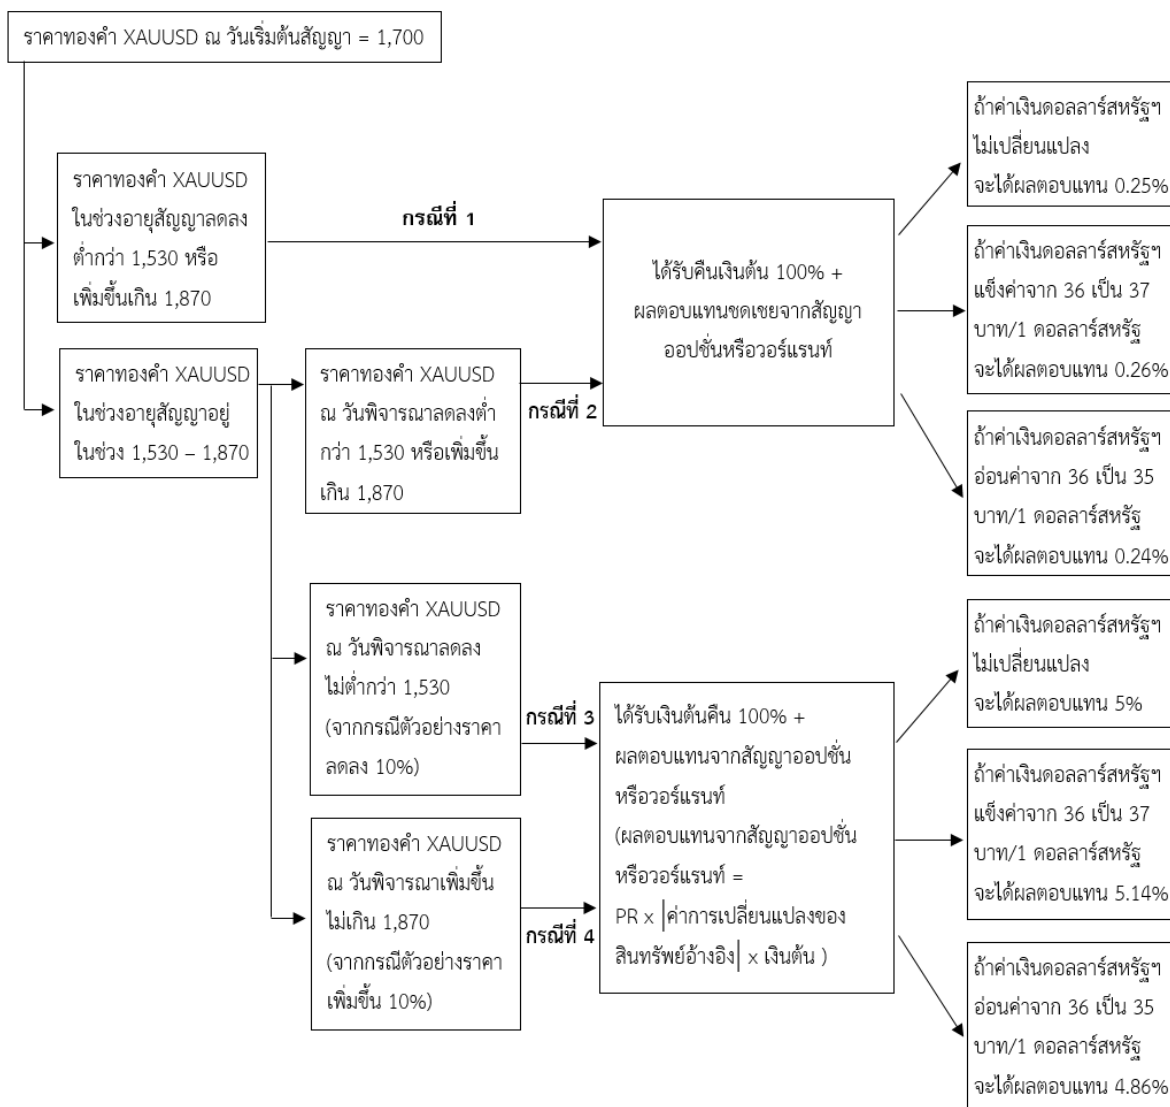 ราคาทองคำ XAUUSD ณ วันเริ่มต้นสัญญา = 1,700
ราคาทองคำ XAUUSD
ในช่วงอายุสัญญาลดลง
ต่ำกว่า 1,530 หรือ
เพิ่มขึ้นเกิน 1,870
กรณีที่ 1
ได้รับคืนเงินต้น 100% +
ผลตอบแทนชดเชยจากสัญญา
ออปชั่นหรือวอร์แรนท์
ถ้าค่าเงินดอลลาร์สหรัฐฯ
ไม่เปลี่ยนแปลง
จะได้ผลตอบแทน 0.25%
ถ้าค่าเงินดอลลาร์สหรัฐฯ
แข็งค่าจาก 36 เป็น 37
บาท/1 ดอลลาร์สหรัฐ
จะได้ผลตอบแทน 0.26%
ถ้าค่าเงินดอลลาร์สหรัฐฯ
อ่อนค่าจาก 36 เป็น 35
บาท/1 ดอลลาร์สหรัฐ
จะได้ผลตอบแทน 0.24%
ราคาทองคำ XAUUSD
ในช่วงอายุสัญญาอยู่
ในช่วง 1,530 – 1,870
ราคาทองคำ XAUUSD
ณ วันพิจารณาลดลงต่ำ
กว่า 1,530 หรือเพิ่มขึ้น
เกิน 1,870
กรณีที่ 2
ราคาทองคำ XAUUSD
ณ วันพิจารณาลดลง
ไม่ต่ำกว่า 1,530
(จากกรณีตัวอย่างราคา
ลดลง 10%)
กรณีที่ 3
ราคาทองคำ XAUUSD
ณ วันพิจารณาเพิ่มขึ้น
ไม่เกิน 1,870
(จากกรณีตัวอย่างราคา
เพิ่มขึ้น 10%)
กรณีที่ 4
ได้รับเงินต้นคืน 100% +
ผลตอบแทนจากสัญญาออปชั่น
หรือวอร์แรนท์
(ผลตอบแทนจากสัญญาออปชั่น
หรือวอร์แรนท์ =
PR x |ค่าการเปลี่ยนแปลงของ
สินทรัพย์อ้างอิง| x เงินต้น )
ถ้าค่าเงินดอลลาร์สหรัฐฯ
ไม่เปลี่ยนแปลง
จะได้ผลตอบแทน 5%
ถ้าค่าเงินดอลลาร์สหรัฐฯ
แข็งค่าจาก 36 เป็น 37
บาท/1 ดอลลาร์สหรัฐ
จะได้ผลตอบแทน 5.14%
ถ้าค่าเงินดอลลาร์สหรัฐฯ
อ่อนค่าจาก 36 เป็น 35
บาท/1 ดอลลาร์สหรัฐ
จะได้ผลตอบแทน 4.86%